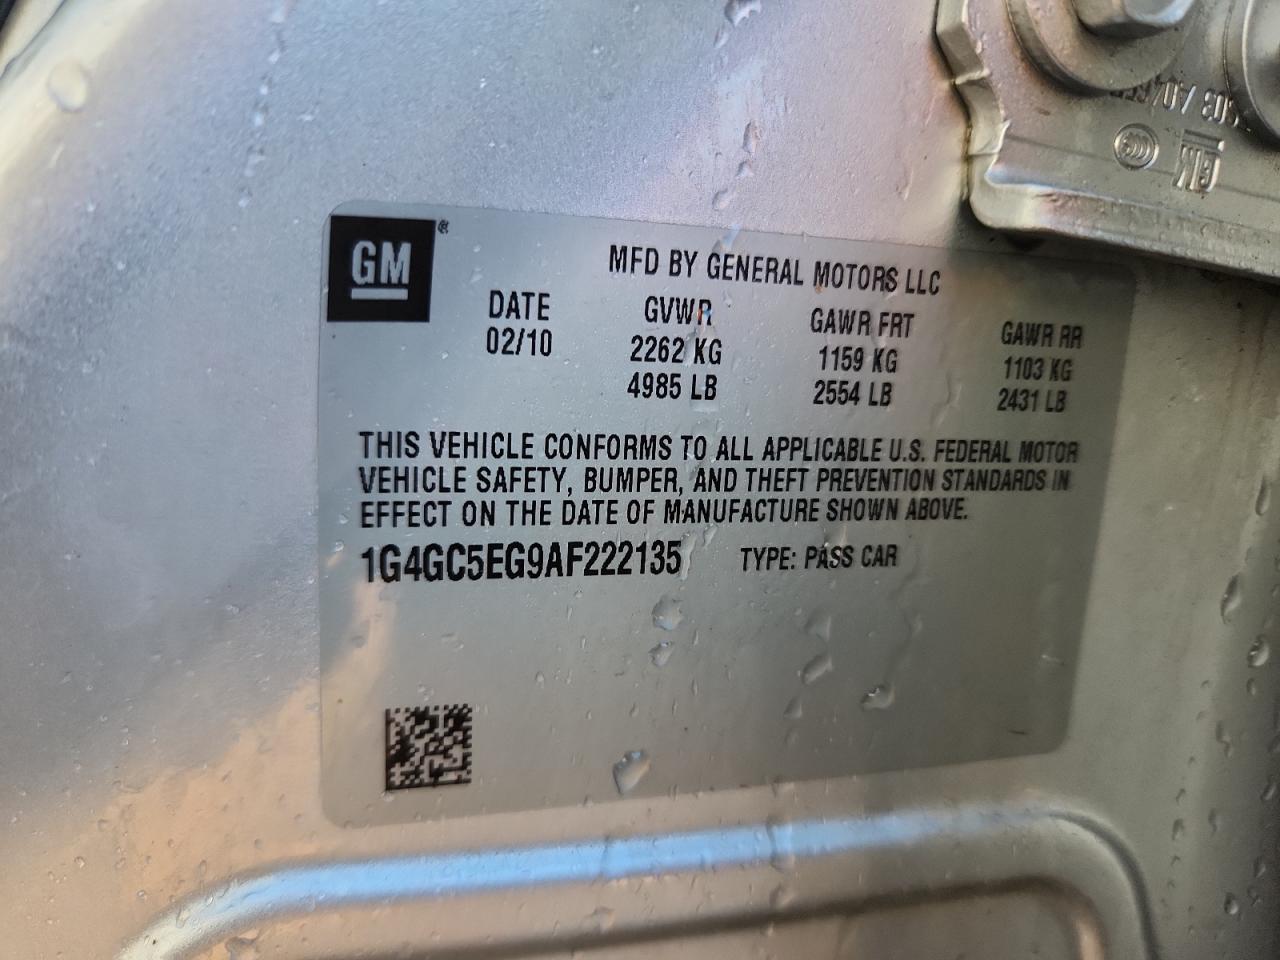 GM
®
MFD BY GENERAL MOTORS LLC
DATE GVWR GAWR FRT GAWR RR
02/10 2262 KG 1159 KG 1103 KG
4985 LB 2554 LB 2431 LB
THIS VEHICLE CONFORMS TO ALL APPLICABLE U.S. FEDERAL MOTOR
VEHICLE SAFETY, BUMPER, AND THEFT PREVENTION STANDARDS IN
EFFECT ON THE DATE OF MANUFACTURE SHOWN ABOVE.
1G4GC5EG9AF222135 TYPE: PASS CAR